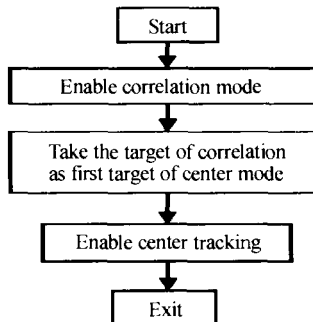 Start
Enable correlation mode
Take the target of correlation
as first target of center mode
Enable center tracking
Exit